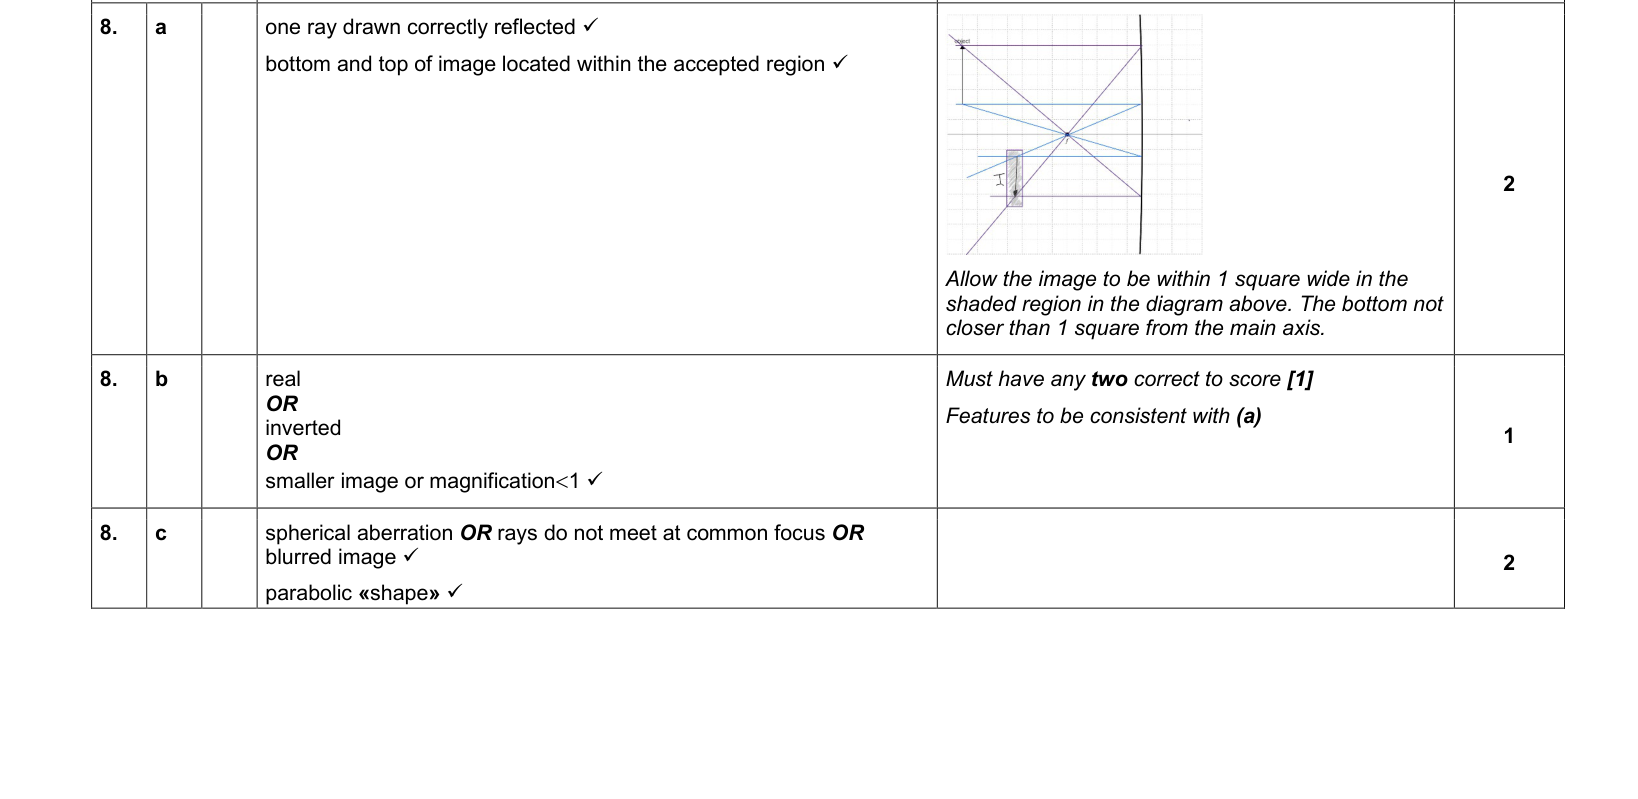 8. a
one ray drawn correctly reflected ✓
bottom and top of image located within the accepted region ✓
object
f
I
Allow the image to be within 1 square wide in the
shaded region in the diagram above. The bottom not
closer than 1 square from the main axis.
2
8. b
real
OR
inverted
OR
smaller image or magnification<1 ✓
Must have any two correct to score [1]
Features to be consistent with (a)
1
8. c
spherical aberration OR rays do not meet at common focus OR
blurred image ✓
parabolic «shape» ✓
2